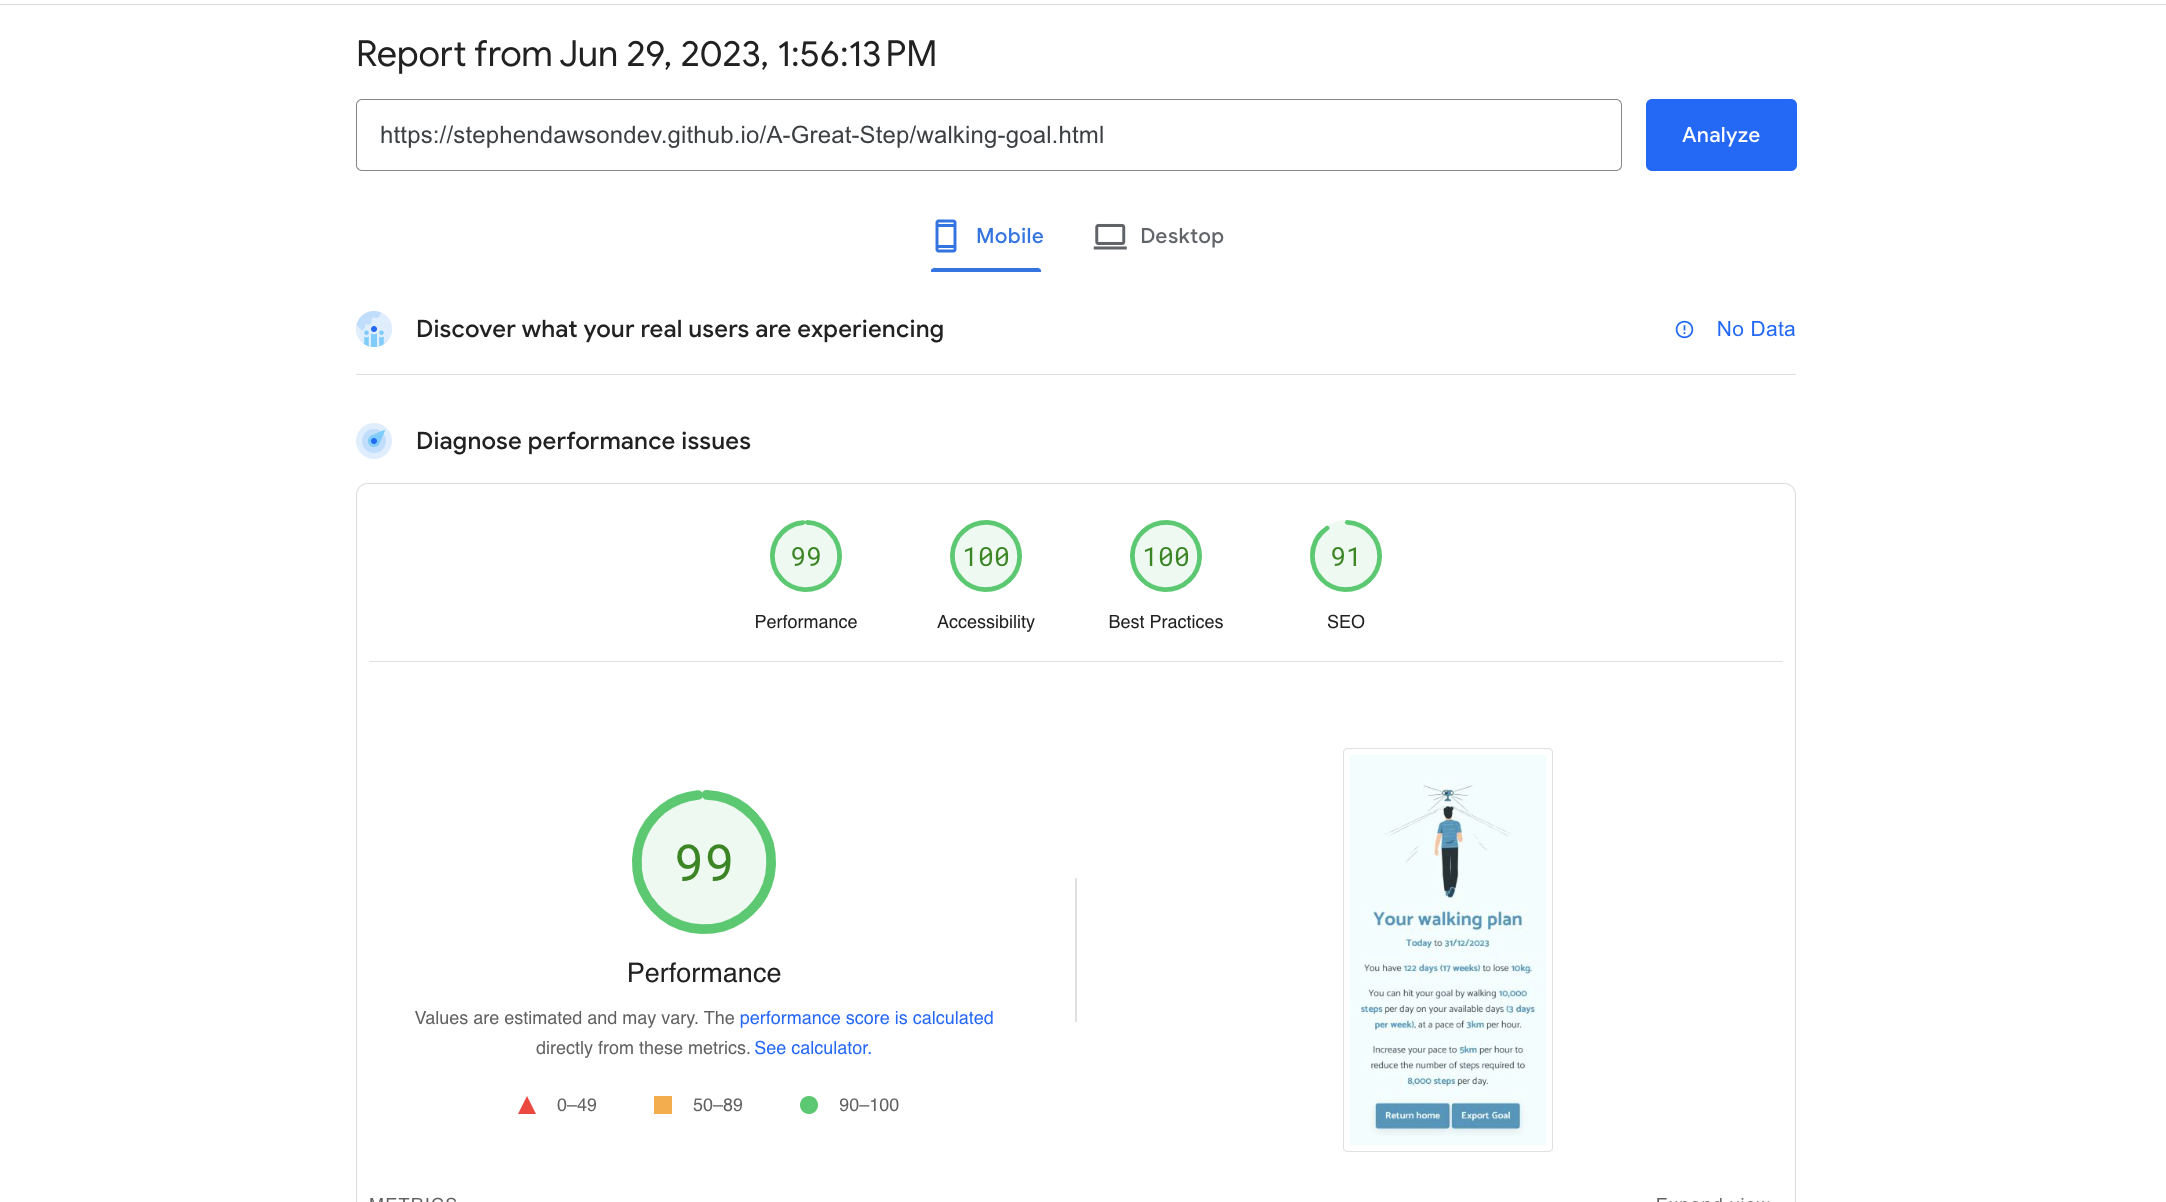 Report from Jun 29, 2023, 1:56:13 PM
https://stephendawsondev.github.io/A-Great-Step/walking-goal.html
Analyze
Mobile
Desktop
Discover what your real users are experiencing
No Data
Diagnose performance issues
99
100
100
91
Performance
Accessibility
Best Practices
SEO
99
Performance
Values are estimated and may vary. The performance score is calculated
directly from these metrics. See calculator.
0–49
50–89
90–100
Your walking plan
Today to 31/12/2023
You have 122 days (17 weeks) to lose 10kg.
You can hit your goal by walking 10,000
steps per day on your available days (3 days
per week), at a pace of 3km per hour.
Increase your pace to 5km per hour to
reduce the number of steps required to
8,000 steps per day.
Return home
Export Goal
METRICS
Expand view